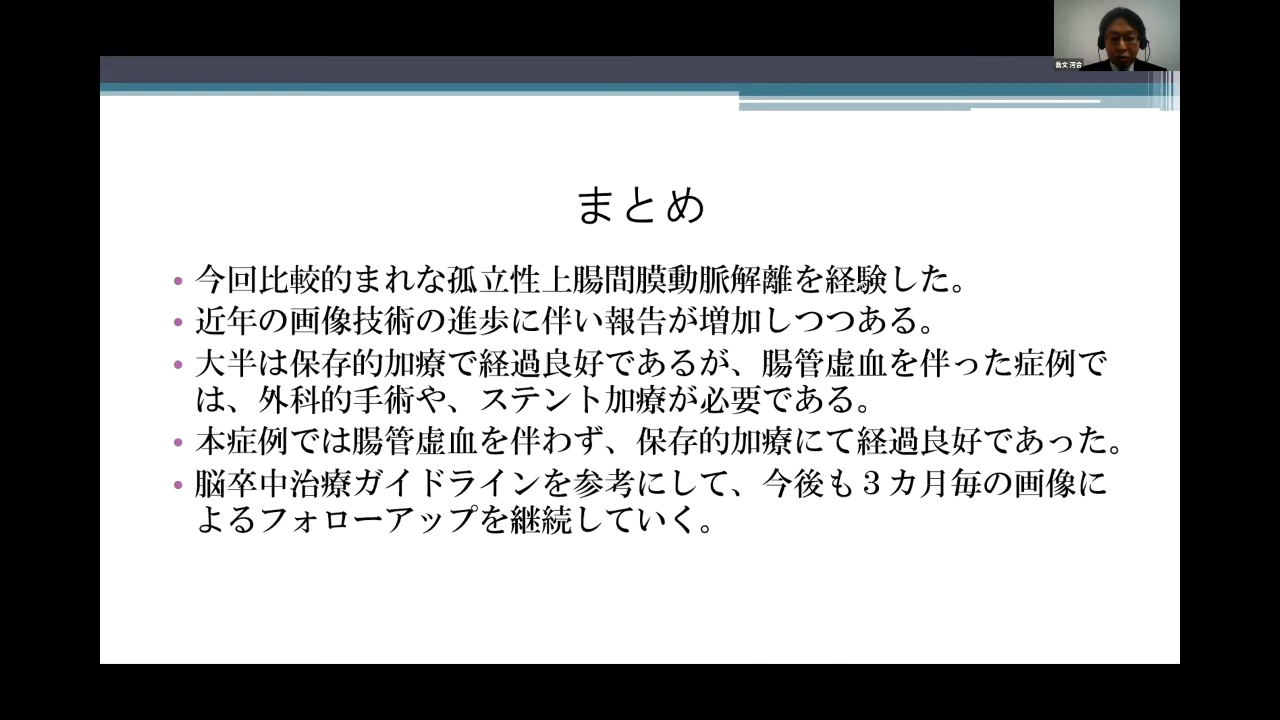 喬文 河合
まとめ
• 今回比較的まれな孤立性上腸間膜動脈解離を経験した。
• 近年の画像技術の進歩に伴い報告が増加しつつある。
• 大半は保存的加療で経過良好であるが、腸管虚血を伴った症例で
は、外科的手術や、ステント加療が必要である。
• 本症例では腸管虚血を伴わず、保存的加療にて経過良好であった。
• 脳卒中治療ガイドラインを参考にして、今後も３カ月毎の画像に
よるフォローアップを継続していく。